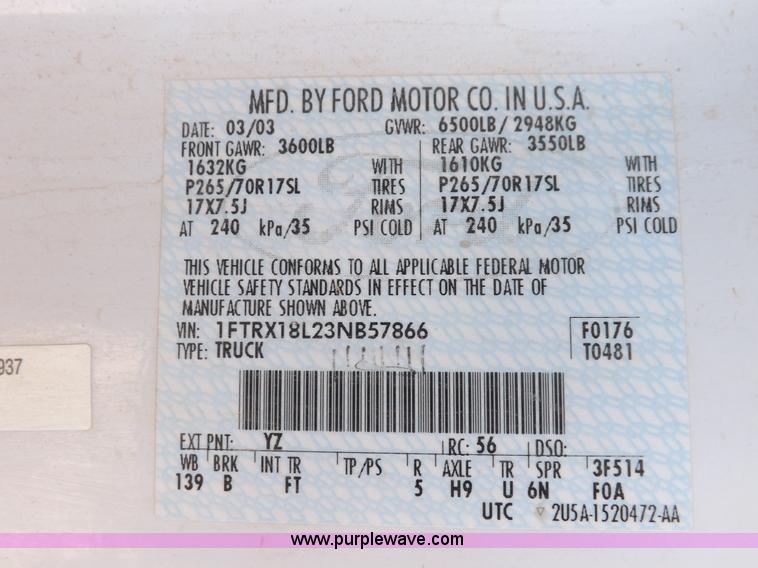 MFD. BY FORD MOTOR CO. IN U.S.A.
DATE: 03/03 GVWR: 6500LB/ 2948KG
FRONT GAWR: 3600LB REAR GAWR: 3550LB
1632KG WITH 1610KG WITH
P265/70R17SL TIRES P265/70R17SL TIRES
17X7.5J RIMS 17X7.5J RIMS
AT 240 kPa/35 PSI COLD AT 240 kPa/35 PSI COLD
THIS VEHICLE CONFORMS TO ALL APPLICABLE FEDERAL MOTOR
VEHICLE SAFETY STANDARDS IN EFFECT ON THE DATE OF
MANUFACTURE SHOWN ABOVE.
VIN: 1FTRX18L23NB57866 F0176
TYPE: TRUCK T0481
937
EXT PNT: YZ RC: 56 DSO:
WB BRK INT TR TP/PS R AXLE TR SPR 3F514
139 B FT 5 H9 U 6N F0A
UTC ▽ 2U5A-1520472-AA
www.purplewave.com